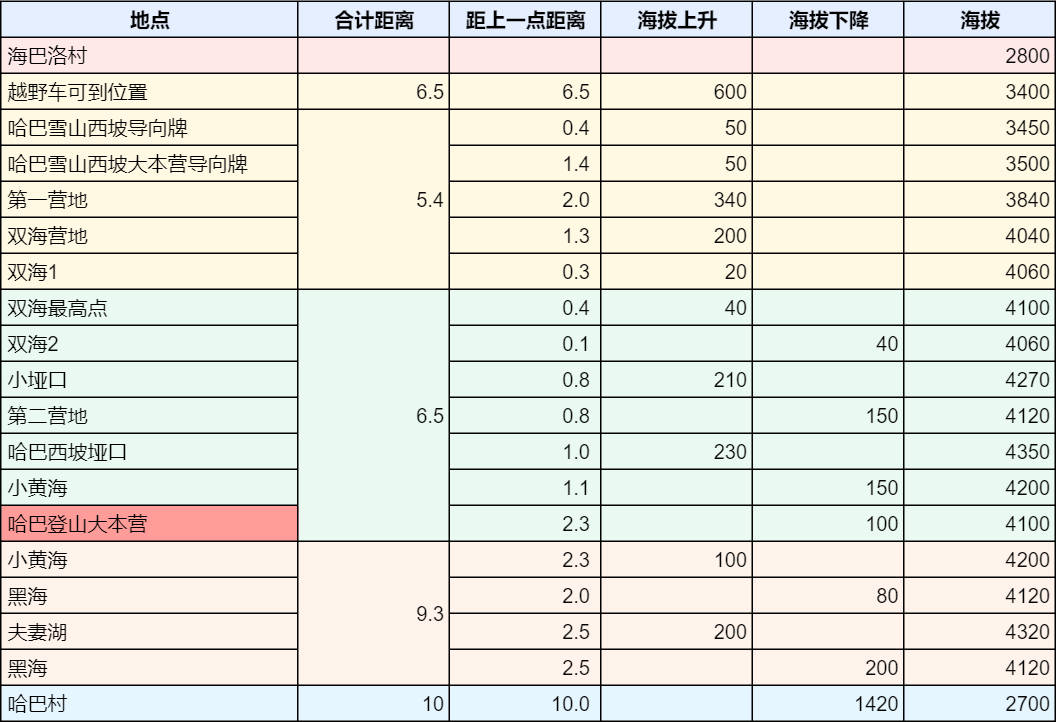 地点 合计距离 距上一点距离 海拔上升 海拔下降 海拔
海巴洛村 2800
越野车可到位置 6.5 6.5 600 3400
哈巴雪山西坡导向牌 0.4 50 3450
哈巴雪山西坡大本营导向牌 1.4 50 3500
第一营地 5.4 2.0 340 3840
双海营地 1.3 200 4040
双海1 0.3 20 4060
双海最高点 0.4 40 4100
双海2 0.1 40 4060
小垭口 0.8 210 4270
第二营地 6.5 0.8 150 4120
哈巴西坡垭口 1.0 230 4350
小黄海 1.1 150 4200
哈巴登山大本营 2.3 100 4100
小黄海 2.3 100 4200
黑海 9.3 2.0 80 4120
夫妻湖 2.5 200 4320
黑海 2.5 200 4120
哈巴村 10 10.0 1420 2700